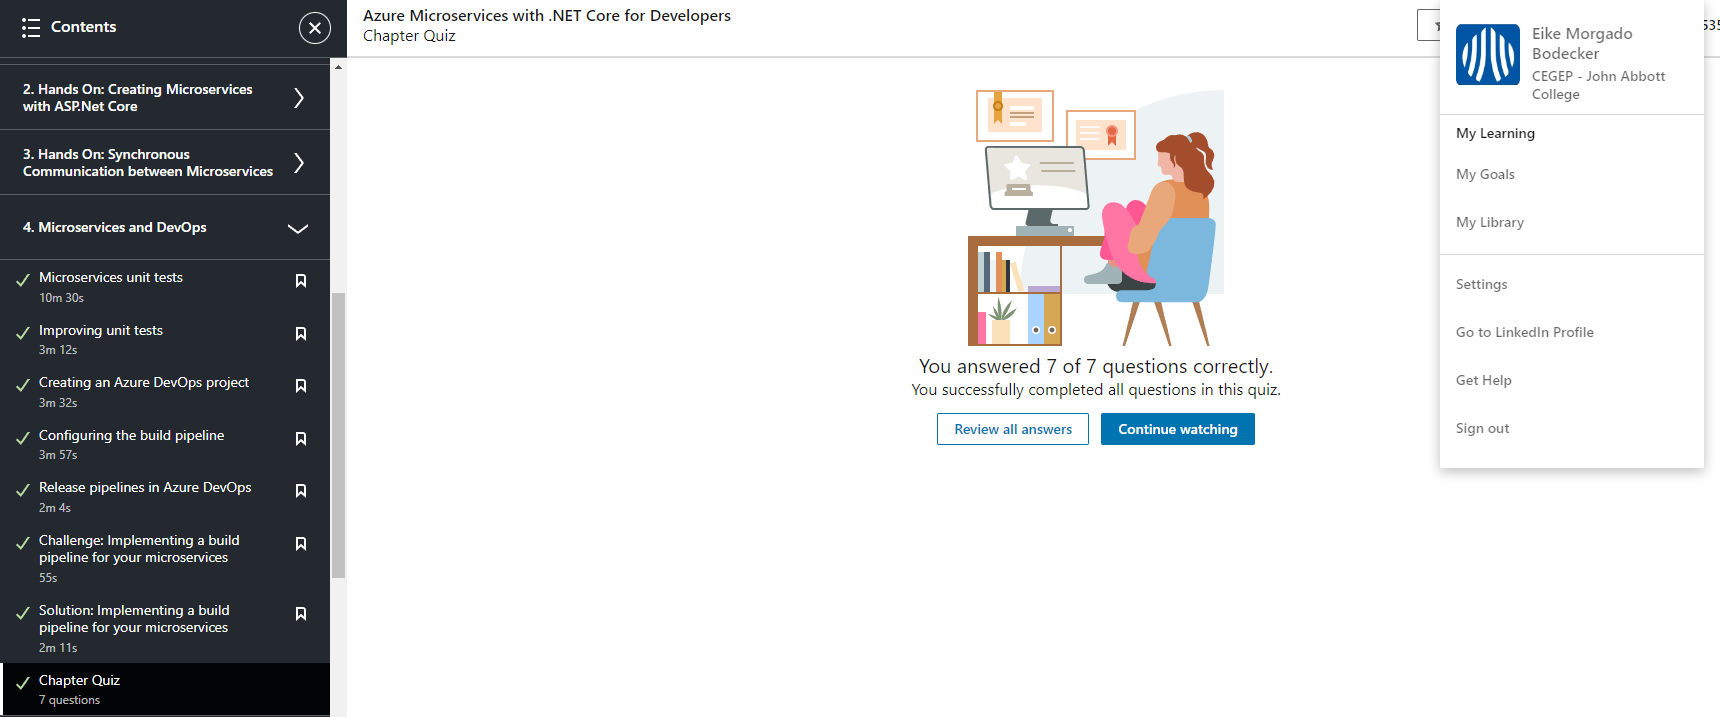 Contents
2. Hands On: Creating Microservices
with ASP.Net Core
3. Hands On: Synchronous
Communication between Microservices
4. Microservices and DevOps
Microservices unit tests
10m 30s
Improving unit tests
3m 12s
Creating an Azure DevOps project
3m 32s
Configuring the build pipeline
3m 57s
Release pipelines in Azure DevOps
2m 4s
Challenge: Implementing a build
pipeline for your microservices
55s
Solution: Implementing a build
pipeline for your microservices
2m 11s
Chapter Quiz
7 questions
Azure Microservices with .NET Core for Developers
Chapter Quiz
You answered 7 of 7 questions correctly.
You successfully completed all questions in this quiz.
Review all answers
Continue watching
Eike Morgado
Bodecker
CEGEP - John Abbott
College
My Learning
My Goals
My Library
Settings
Go to LinkedIn Profile
Get Help
Sign out